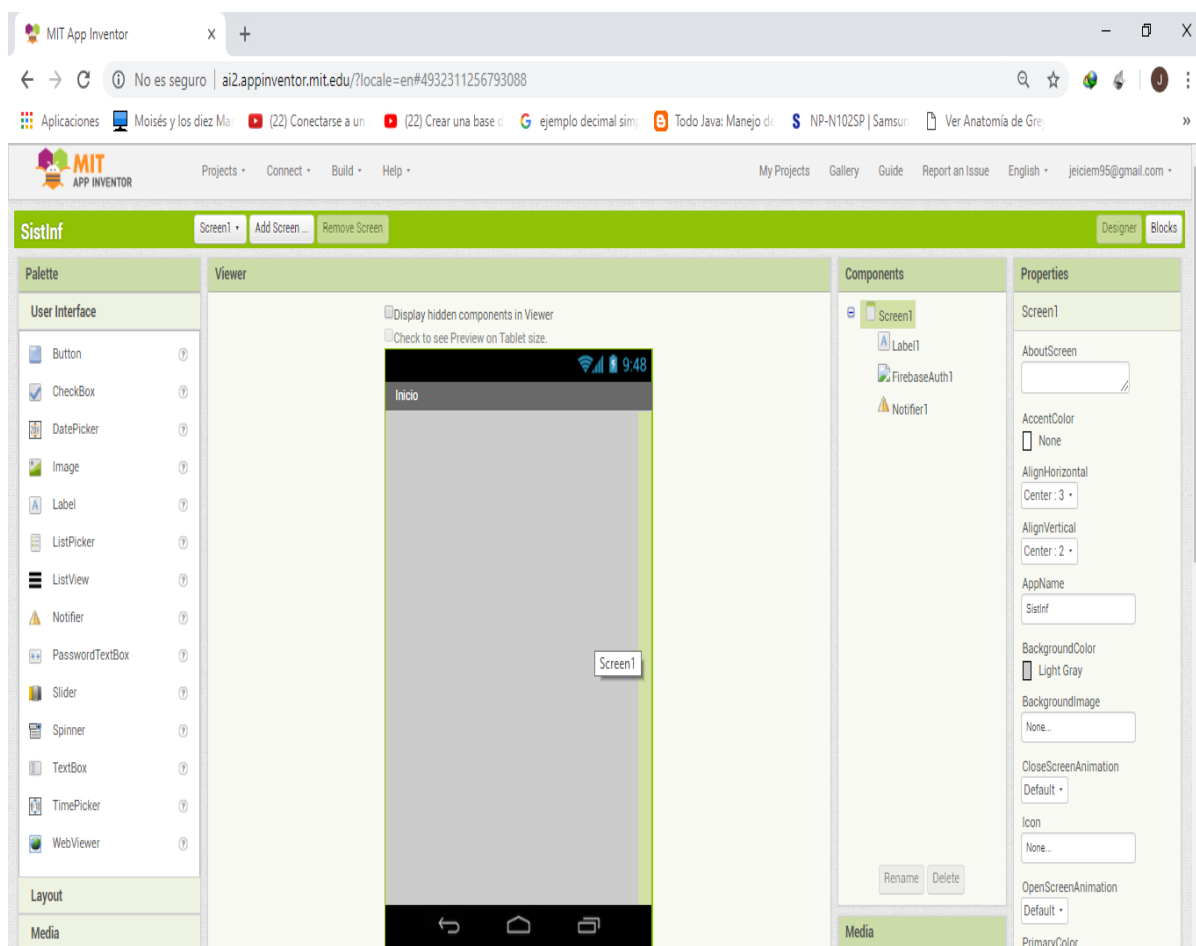 MIT App Inventor
No es seguro | ai2.appinventor.mit.edu/?locale=en#4932311256793088
J
Aplicaciones Moisés y los diez Ma (22) Conectarse a un (22) Crear una base d ejemplo decimal sim Todo Java: Manejo de NP-N102SP | Samsun Ver Anatomía de Gre »
MIT
APP INVENTOR
Projects Connect Build Help My Projects Gallery Guide Report an Issue English jeiciem95@gmail.com
SistInf Screen1 Add Screen ... Remove Screen Designer Blocks
Palette
User Interface
Button
CheckBox
DatePicker
Image
Label
ListPicker
ListView
Notifier
PasswordTextBox
Slider
Spinner
TextBox
TimePicker
WebViewer
Layout
Media
Viewer
Display hidden components in Viewer
Check to see Preview on Tablet size.
9:48
Inicio
Screen1
Components
Screen1
Label1
FirebaseAuth1
Notifier1
Rename Delete
Media
Properties
Screen1
AboutScreen
AccentColor
None
AlignHorizontal
Center : 3
AlignVertical
Center : 2
AppName
SistInf
BackgroundColor
Light Gray
BackgroundImage
None...
CloseScreenAnimation
Default
Icon
None...
OpenScreenAnimation
Default
PrimaryColor